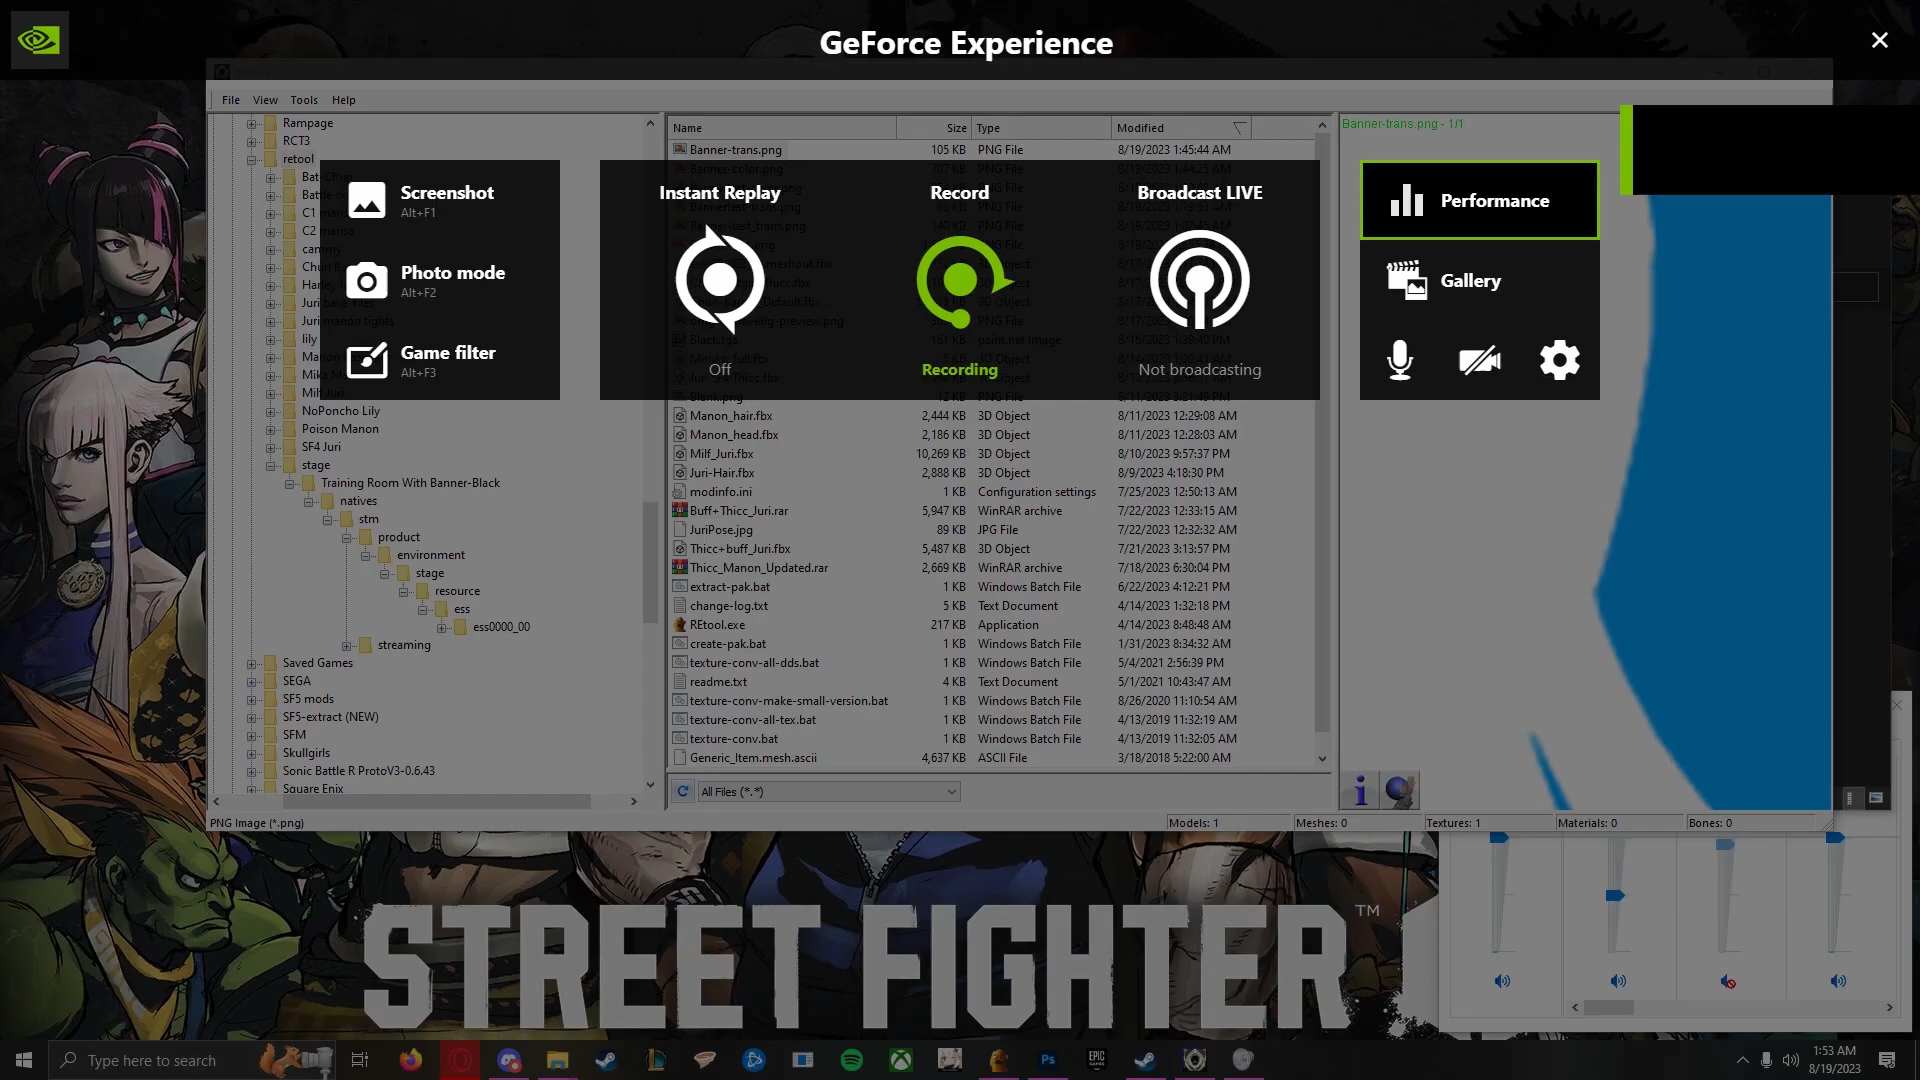 GeForce Experience
File View Tools Help
Rampage
RCT3
retool
C1
C2 marisa
cammy
lily
NoPoncho Lily
Poison Manon
SF4 Juri
stage
Training Room With Banner-Black
natives
stm
product
environment
stage
resource
ess
ess0000_00
streaming
Saved Games
SEGA
SF5 mods
SF5-extract (NEW)
SFM
Skullgirls
Sonic Battle R ProtoV3-0.6.43
Square Enix
Screenshot
Alt+F1
Photo mode
Alt+F2
Game filter
Alt+F3
Name Size Type Modified
Banner-trans.png 105 KB PNG File 8/19/2023 1:45:44 AM
Instant Replay
Off
Record
Recording
Broadcast LIVE
Not broadcasting
Manon_hair.fbx 2,444 KB 3D Object 8/11/2023 12:29:08 AM
Manon_head.fbx 2,186 KB 3D Object 8/11/2023 12:28:03 AM
Milf_Juri.fbx 10,269 KB 3D Object 8/10/2023 9:57:37 PM
Juri-Hair.fbx 2,888 KB 3D Object 8/9/2023 4:18:30 PM
modinfo.ini 1 KB Configuration settings 7/25/2023 12:50:13 AM
Buff+Thicc_Juri.rar 5,947 KB WinRAR archive 7/22/2023 12:33:15 AM
JuriPose.jpg 89 KB JPG File 7/22/2023 12:32:32 AM
Thicc+buff_Juri.fbx 5,487 KB 3D Object 7/21/2023 3:13:57 PM
Thicc_Manon_Updated.rar 2,669 KB WinRAR archive 7/18/2023 6:30:04 PM
extract-pak.bat 1 KB Windows Batch File 6/22/2023 4:12:21 PM
change-log.txt 5 KB Text Document 4/14/2023 1:32:18 PM
REtool.exe 217 KB Application 4/14/2023 8:48:48 AM
create-pak.bat 1 KB Windows Batch File 1/31/2023 8:34:32 AM
texture-conv-all-dds.bat 1 KB Windows Batch File 5/4/2021 2:56:39 PM
readme.txt 4 KB Text Document 5/1/2021 10:43:47 AM
texture-conv-make-small-version.bat 1 KB Windows Batch File 8/26/2020 11:10:54 AM
texture-conv-all-tex.bat 1 KB Windows Batch File 4/13/2019 11:32:19 AM
texture-conv.bat 1 KB Windows Batch File 4/13/2019 11:32:05 AM
Generic_Item.mesh.ascii 4,637 KB ASCII File 3/18/2018 5:22:00 AM
All Files (*.*)
Banner-trans.png - 1/1
Performance
Gallery
PNG Image (*.png) Models: 1 Meshes: 0 Textures: 1 Materials: 0 Bones: 0
STREET FIGHTER™
Type here to search
Ps
EPIC GAMES
1:53 AM
8/19/2023